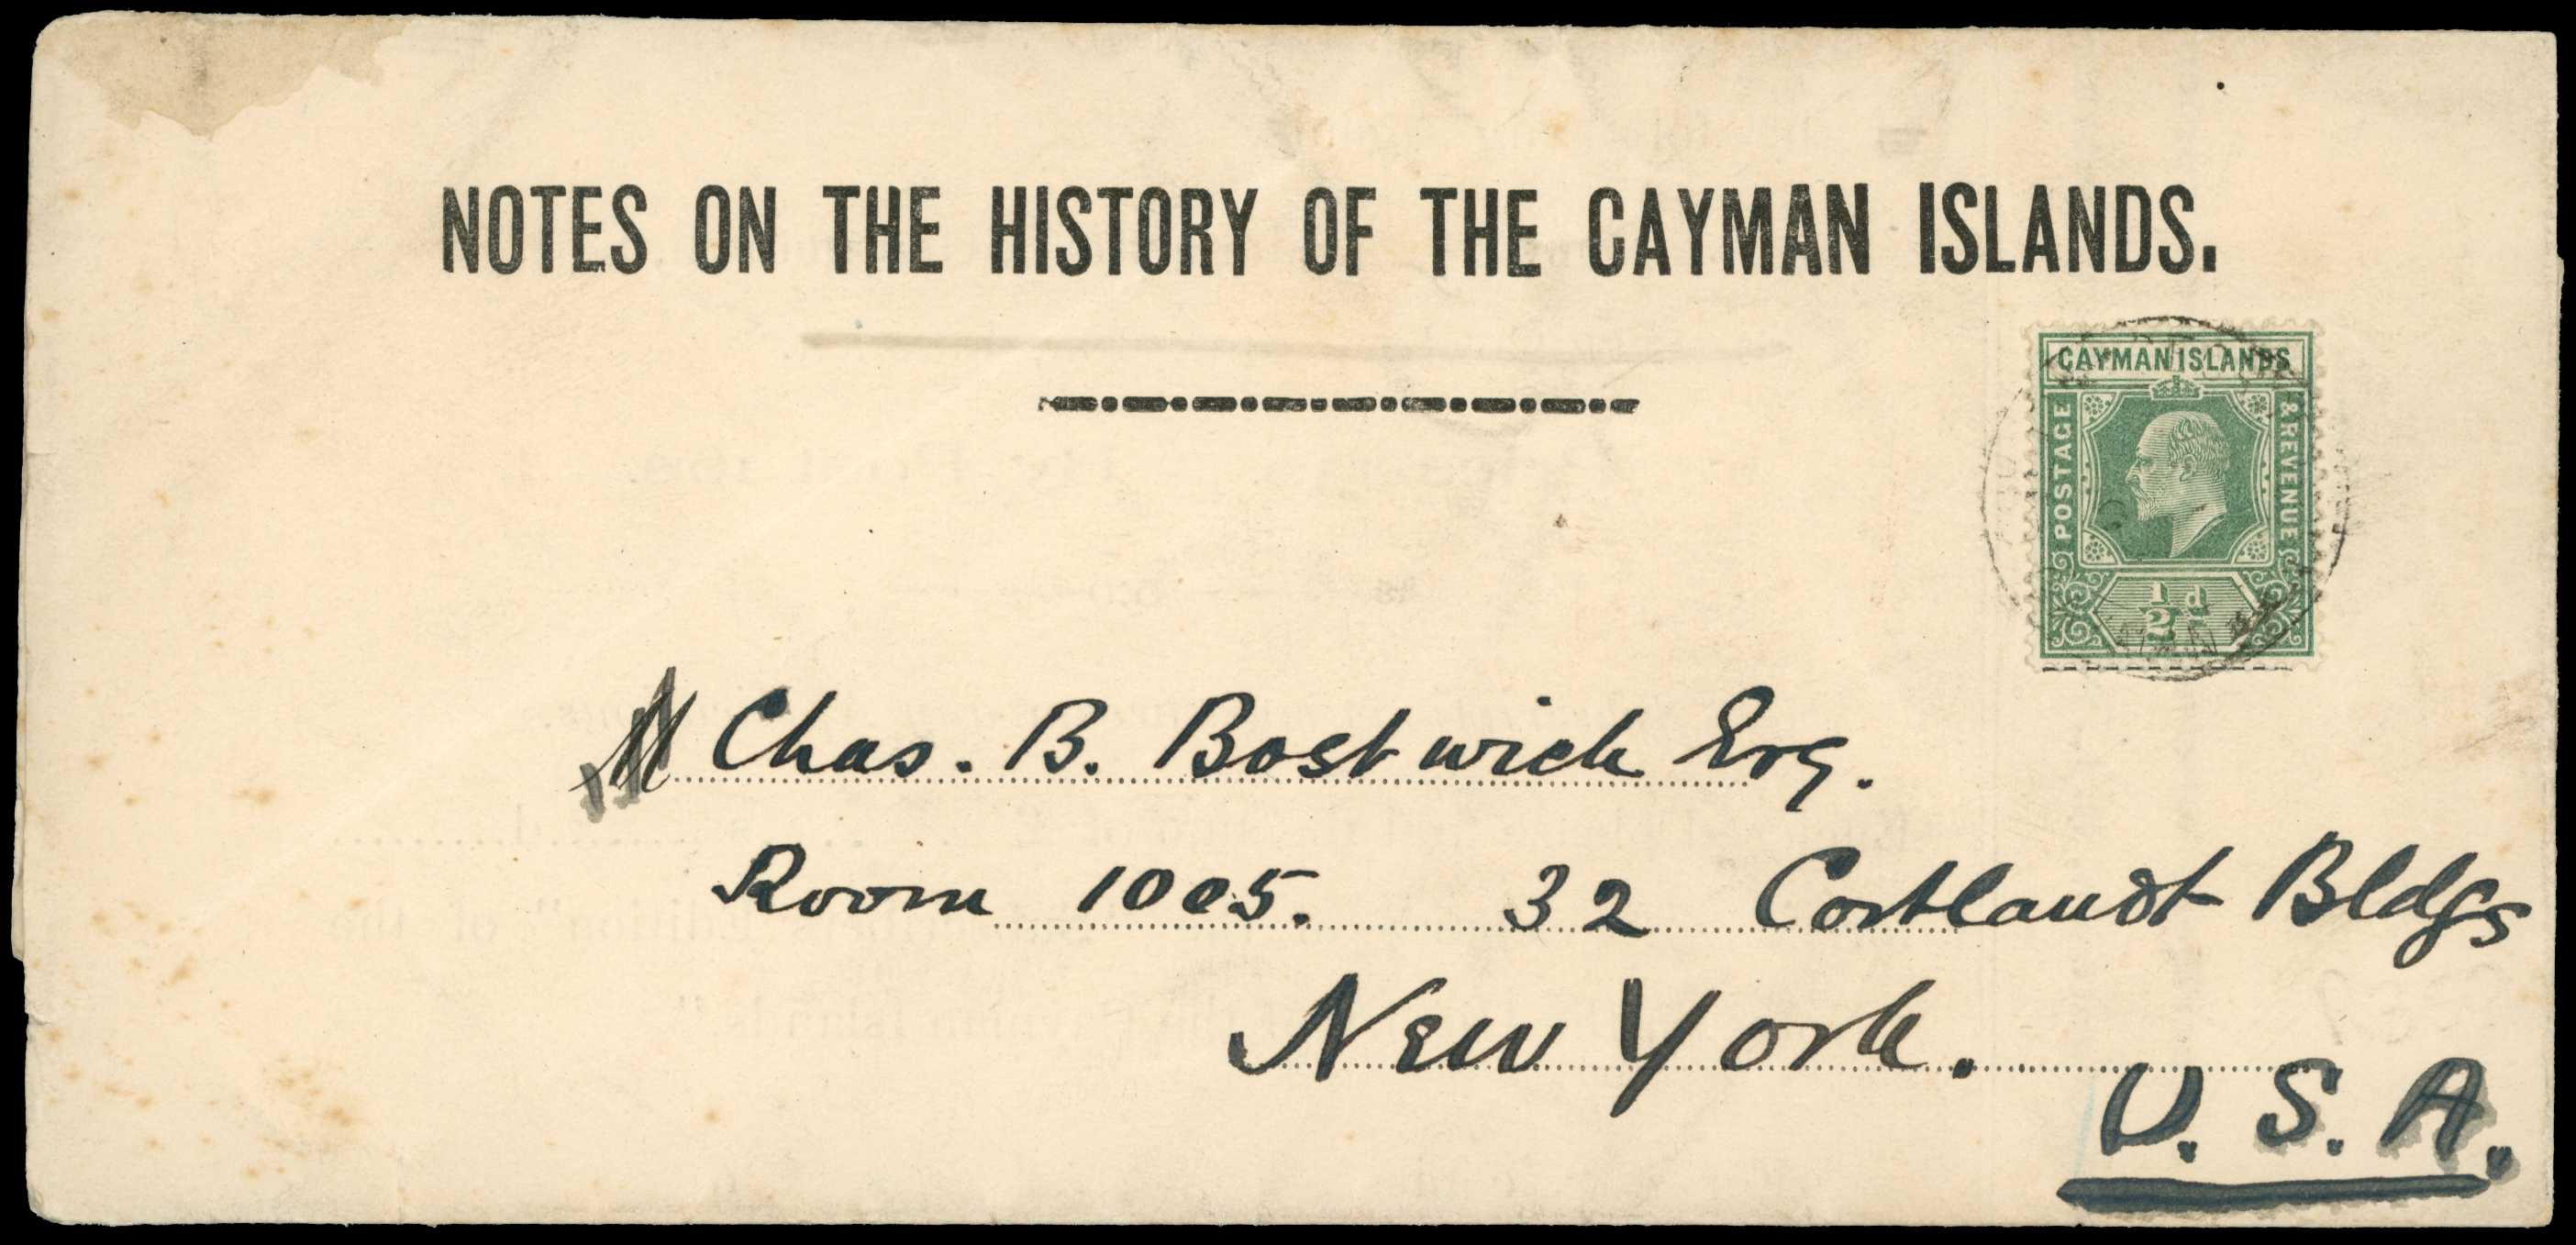 NOTES ON THE HISTORY OF THE CAYMAN ISLANDS.
CAYMAN ISLANDS
POSTAGE
& REVENUE
½d
M Chas. B. Bostwick Esq.
Room 1005. 32 Cortlandt Bldgs
New York.
U. S. A.